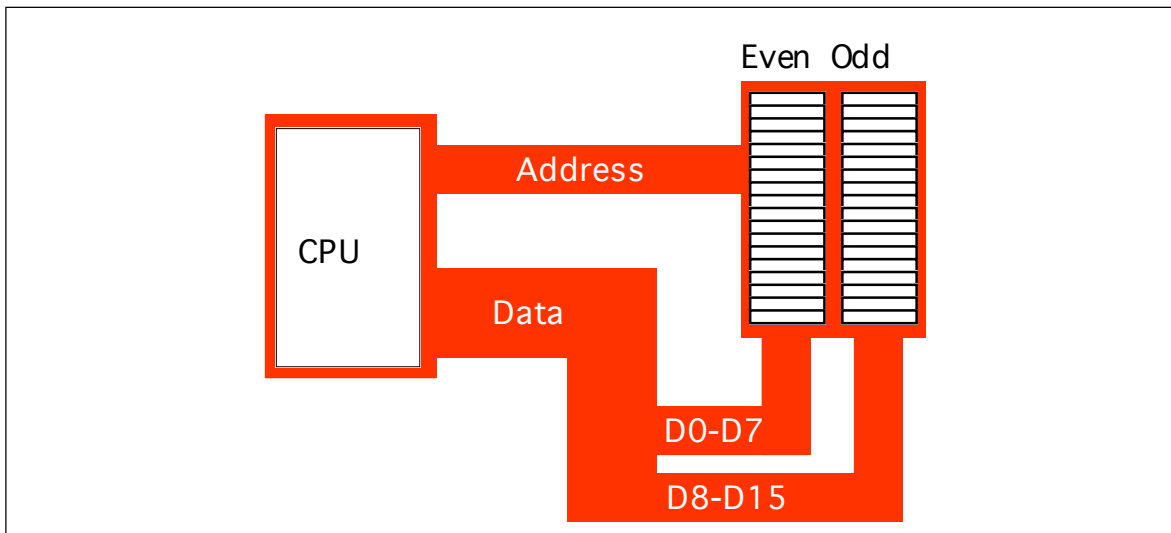 Even Odd
Address
CPU
Data
D0-D7
D8-D15